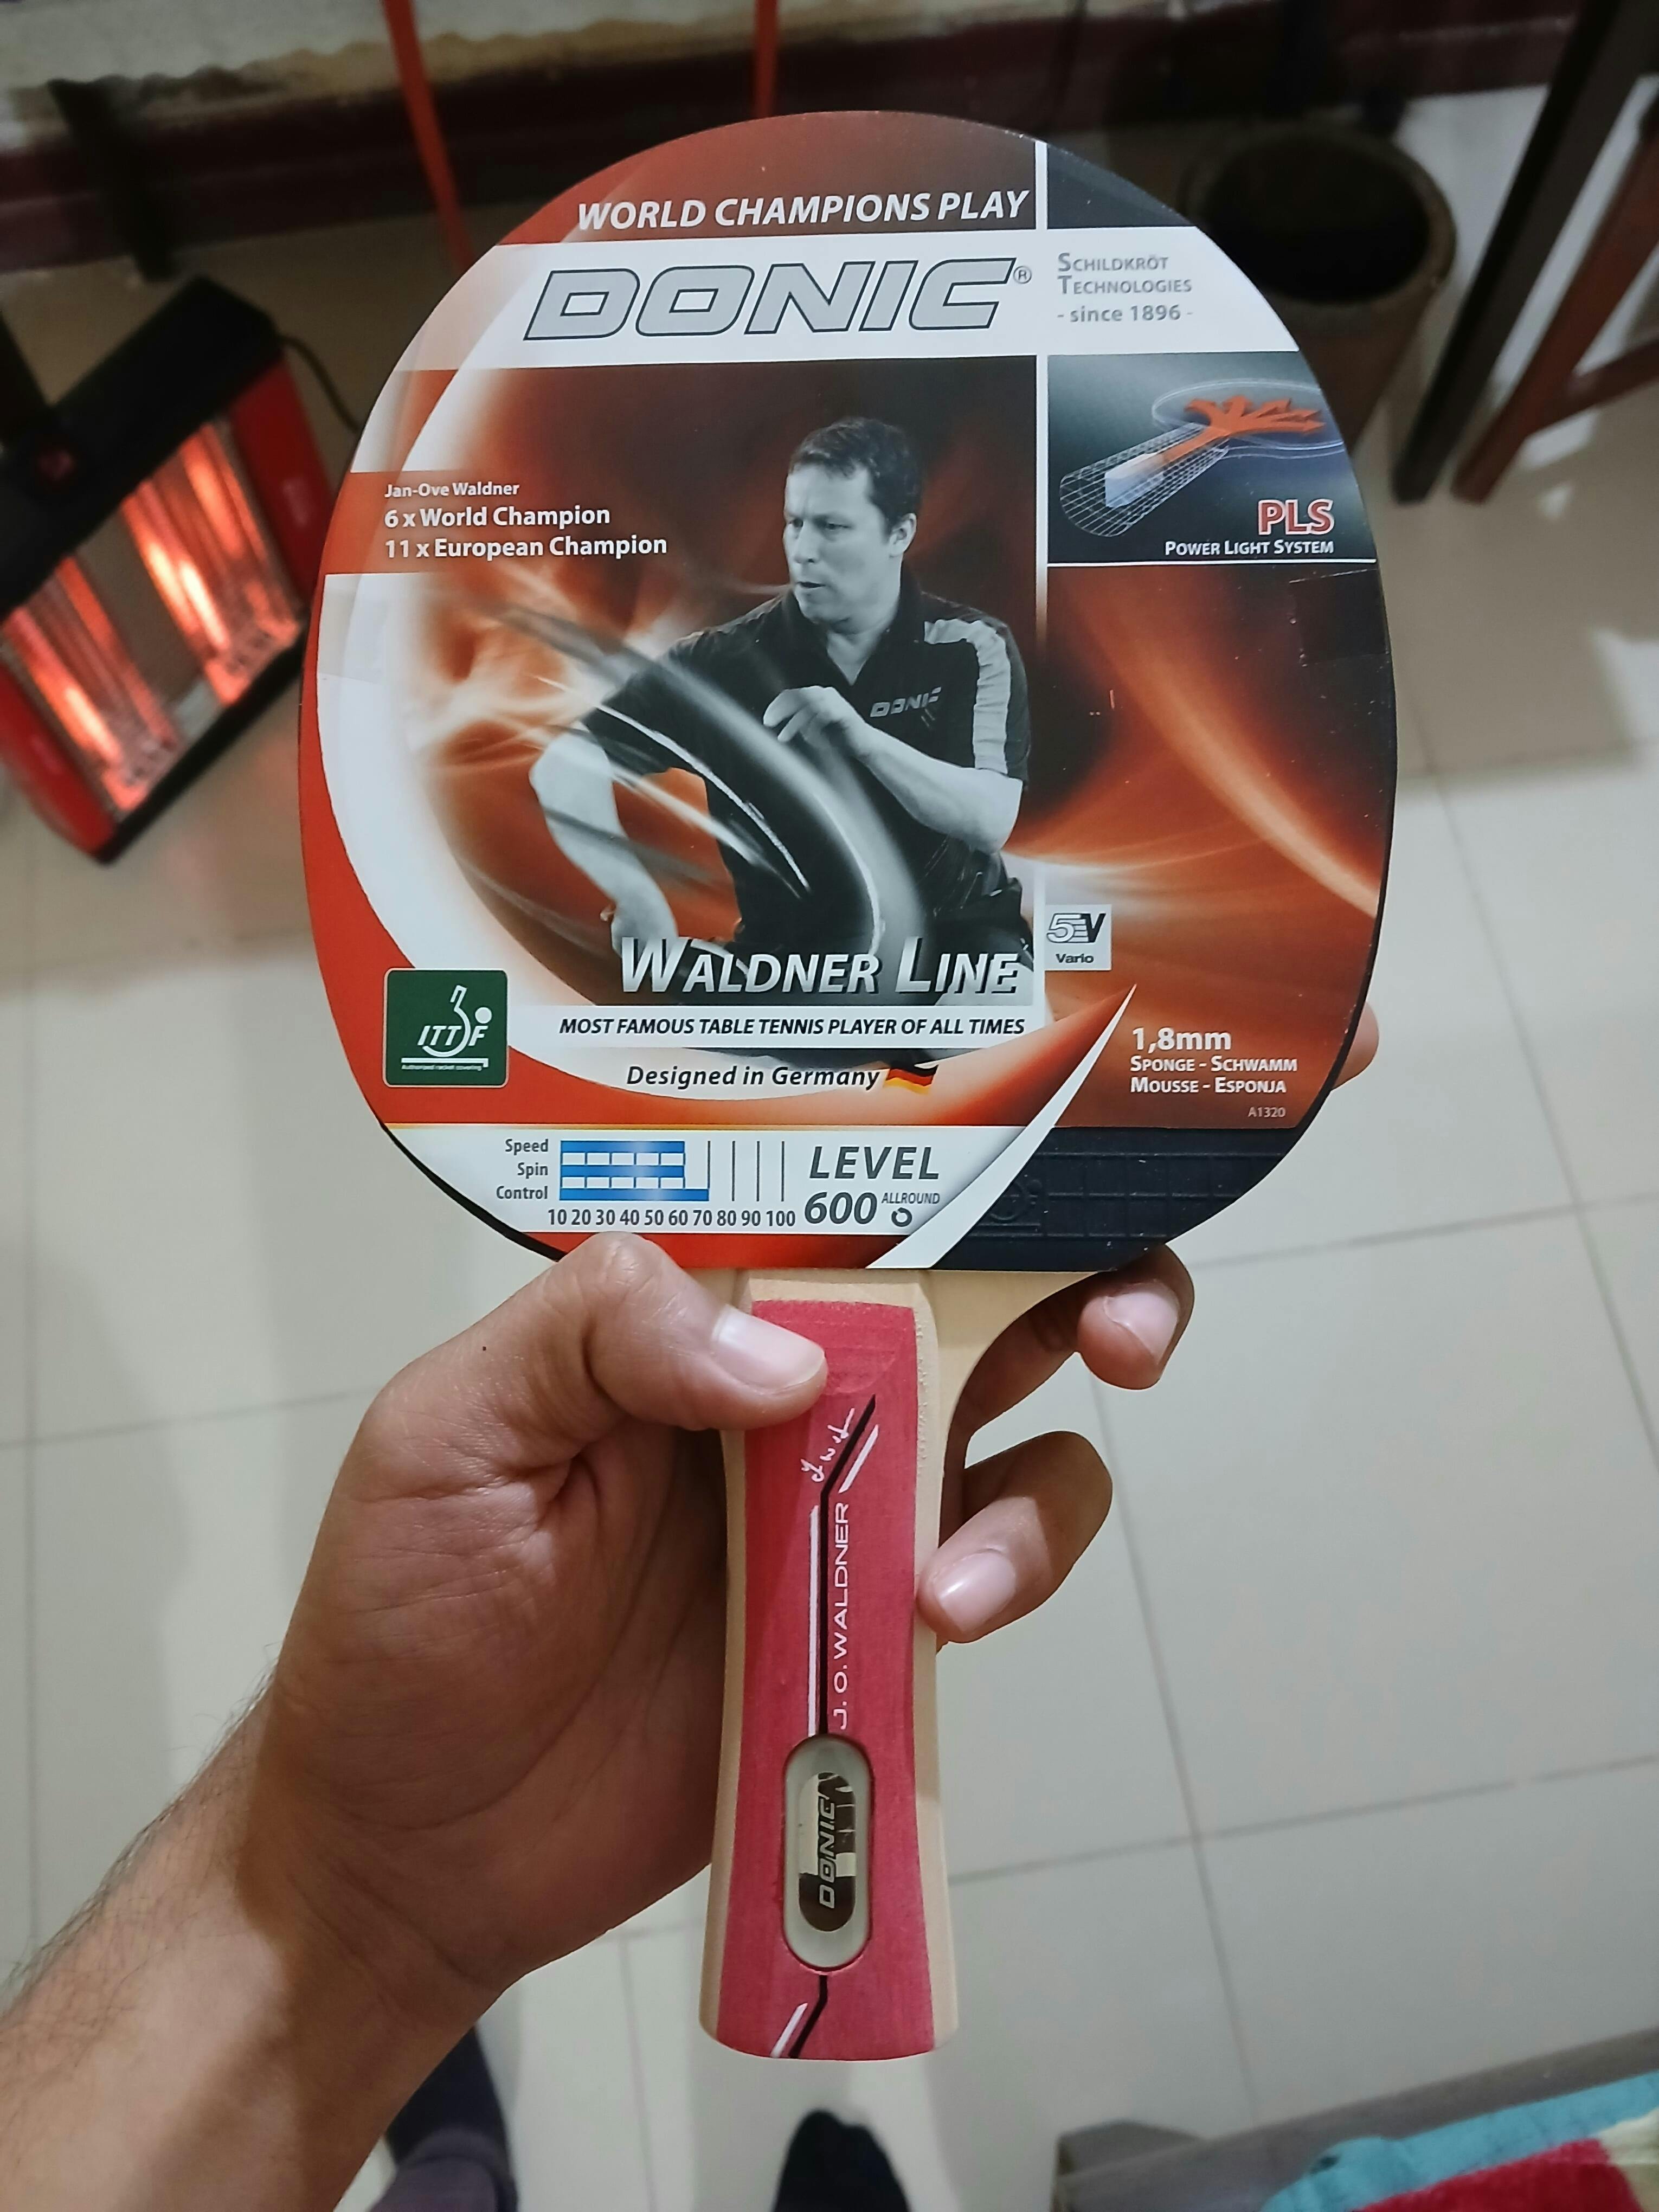 WORLD CHAMPIONS PLAY
DONIC®
SCHILDKRÖT
TECHNOLOGIES
- since 1896 -
Jan-Ove Waldner
6 x World Champion
11 x European Champion
PLS
POWER LIGHT SYSTEM
DONIC
WALDNER LINE
5V
Vario
MOST FAMOUS TABLE TENNIS PLAYER OF ALL TIMES
ITTF
Authorized racket covering
Designed in Germany
1,8mm
SPONGE - SCHWAMM
MOUSSE - ESPONJA
A1320
Speed
Spin
Control
10 20 30 40 50 60 70 80 90 100
LEVEL
600 ALLROUND
J. O. WALDNER
DONIC